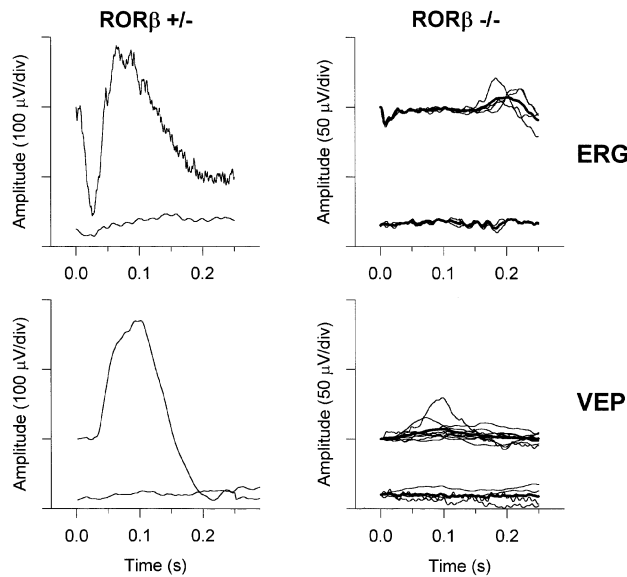 RORβ +/-
RORβ -/-
Amplitude (100 µV/div)
0.0 0.1 0.2
Amplitude (50 µV/div)
0.0 0.1 0.2
ERG
Amplitude (100 µV/div)
0.0 0.1 0.2
Time (s)
Amplitude (50 µV/div)
0.0 0.1 0.2
Time (s)
VEP